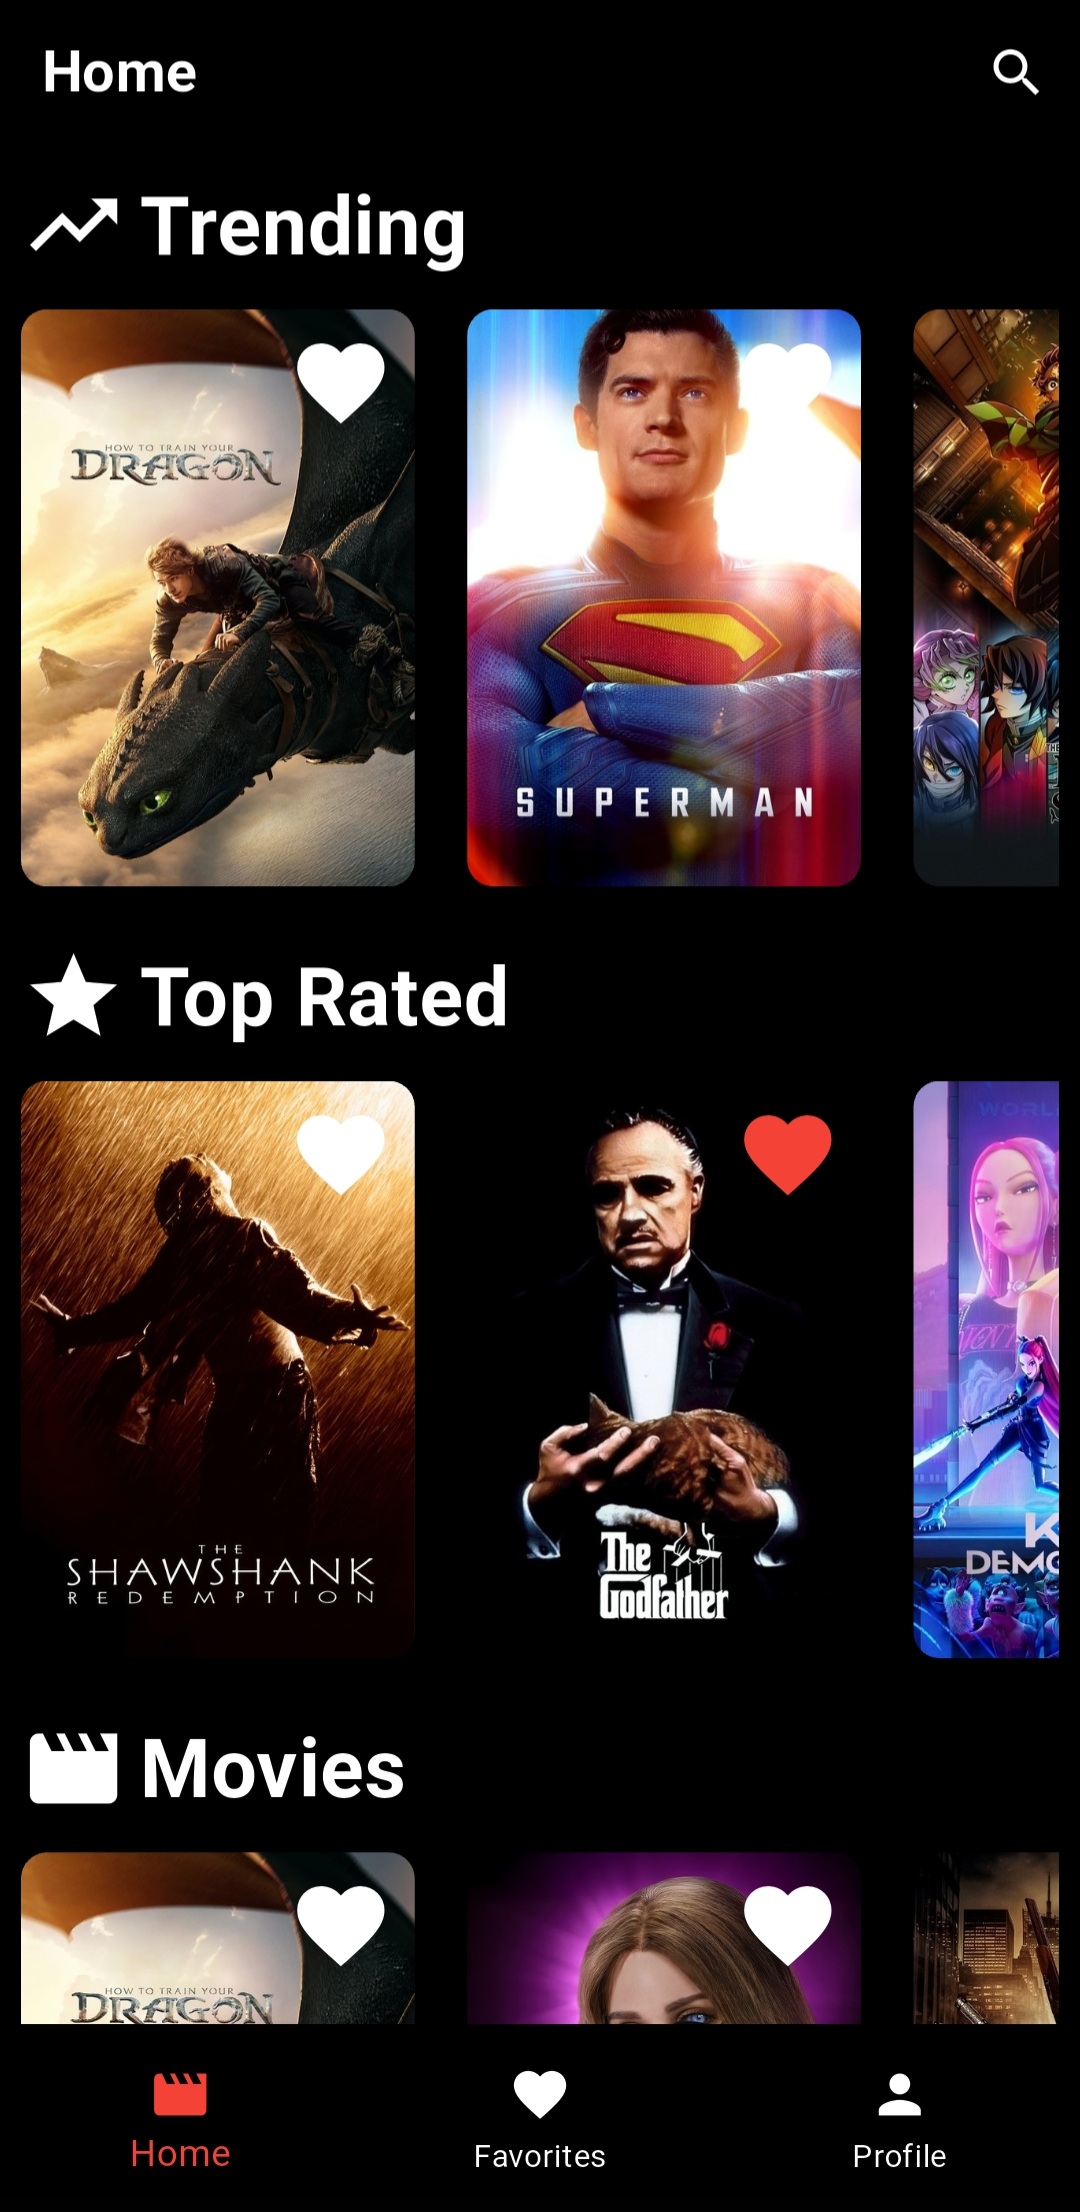 Home
Trending
HOW TO TRAIN YOUR
DRAGON
SUPERMAN
Top Rated
THE
SHAWSHANK
REDEMPTION
The
Godfather
WORL
K
DEMO
Movies
HOW TO TRAIN YOUR
DRAGON
Home
Favorites
Profile